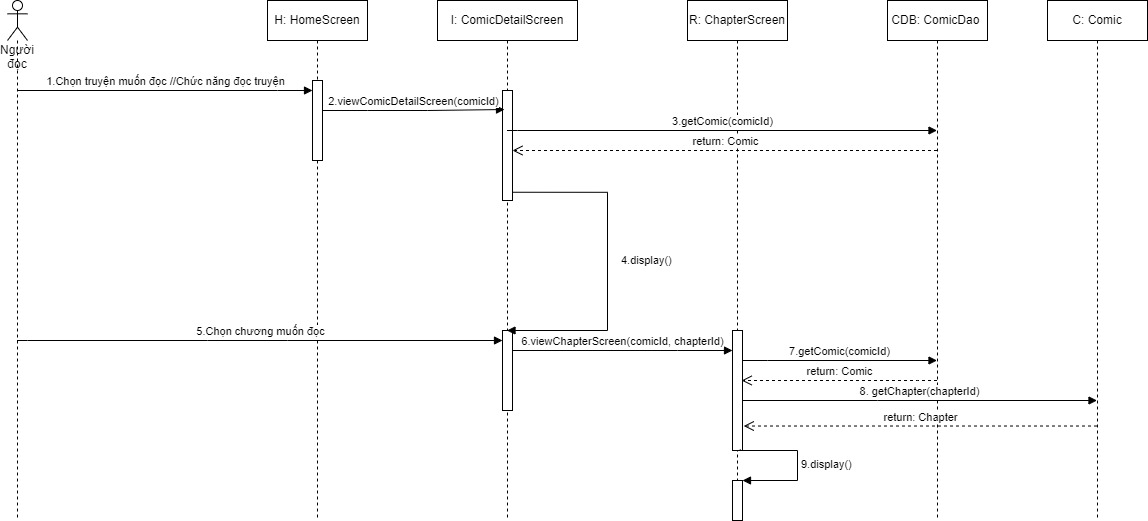 H: HomeScreen
I: ComicDetailScreen
R: ChapterScreen
CDB: ComicDao
C: Comic
Người
đọc
1.Chọn truyện muốn đọc //Chức năng đọc truyện
2.viewComicDetailScreen(comicId)
3.getComic(comicId)
return: Comic
4.display()
5.Chọn chương muốn đọc
6.viewChapterScreen(comicId, chapterId)
7.getComic(comicId)
return: Comic
8. getChapter(chapterId)
return: Chapter
9.display()